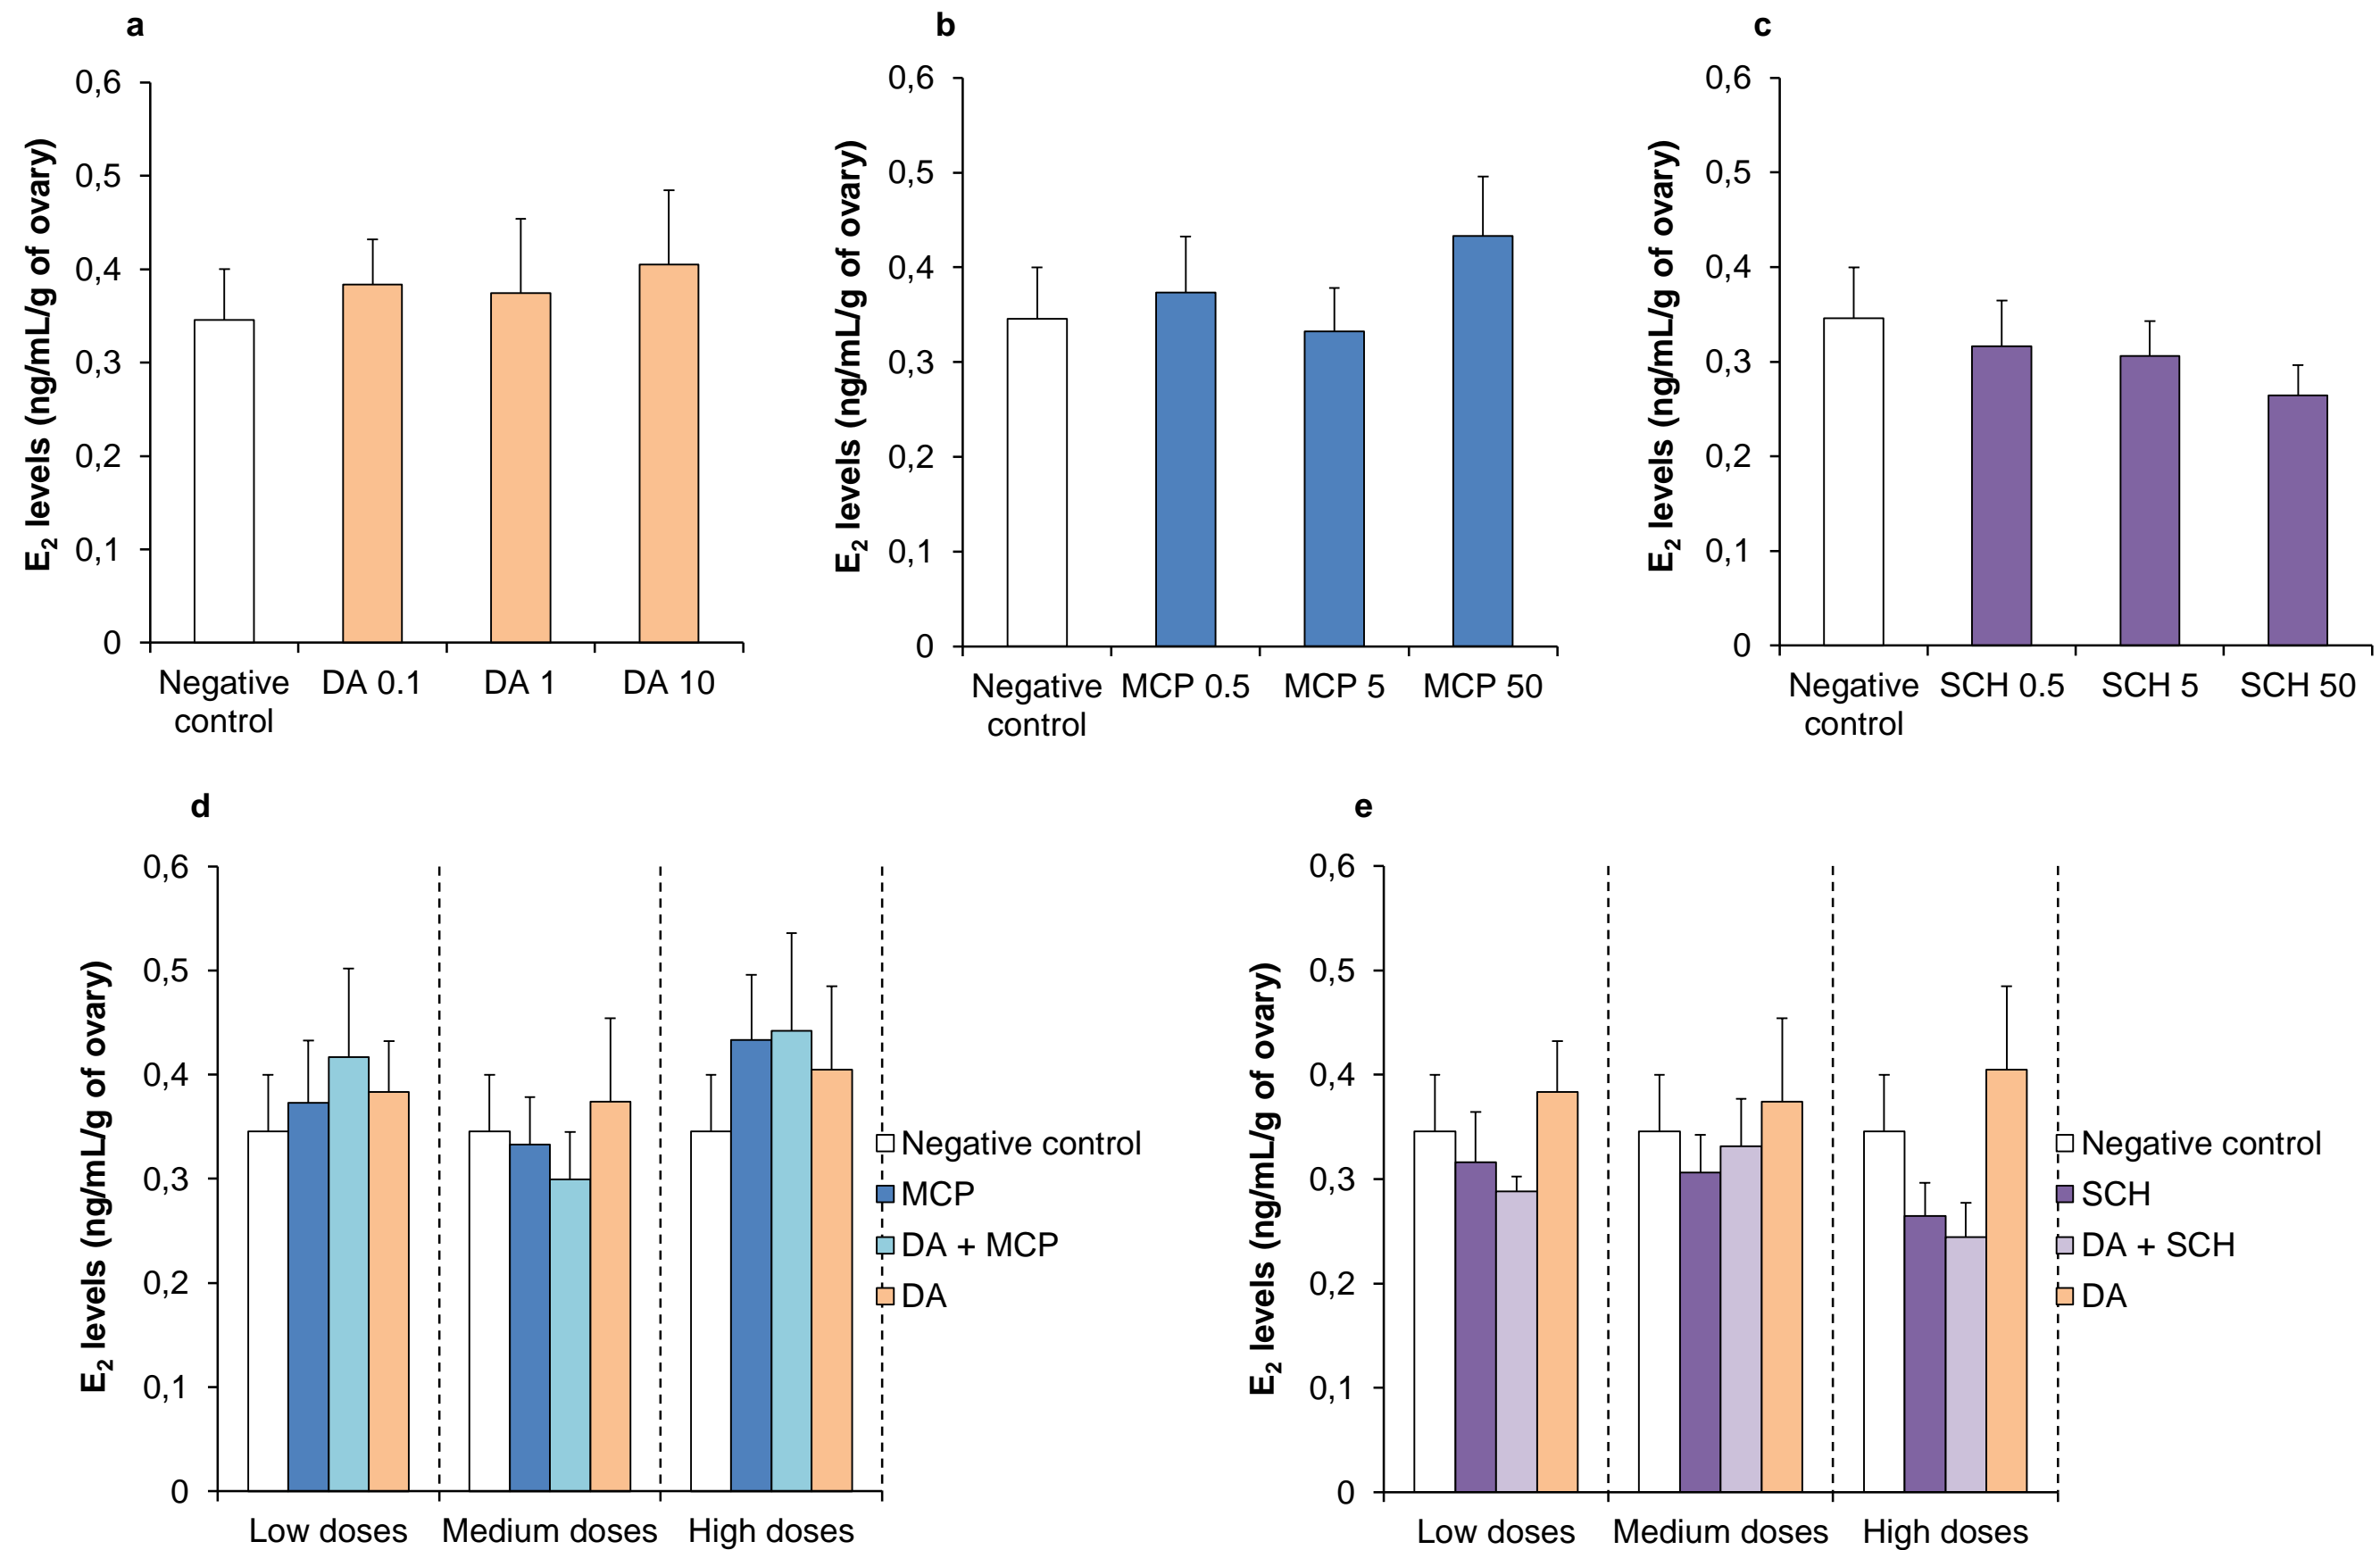 a
0,6
0,5
0,4
0,3
0,2
0,1
0
E2 levels (ng/mL/g of ovary)
Negative control
DA 0.1
DA 1
DA 10
b
0,6
0,5
0,4
0,3
0,2
0,1
0
E2 levels (ng/mL/g of ovary)
Negative control
MCP 0.5
MCP 5
MCP 50
c
0,6
0,5
0,4
0,3
0,2
0,1
0
E2 levels (ng/mL/g of ovary)
Negative control
SCH 0.5
SCH 5
SCH 50
d
0,6
0,5
0,4
0,3
0,2
0,1
0
E2 levels (ng/mL/g of ovary)
Low doses
Medium doses
High doses
Negative control
MCP
DA + MCP
DA
e
0,6
0,5
0,4
0,3
0,2
0,1
0
E2 levels (ng/mL/g of ovary)
Low doses
Medium doses
High doses
Negative control
SCH
DA + SCH
DA